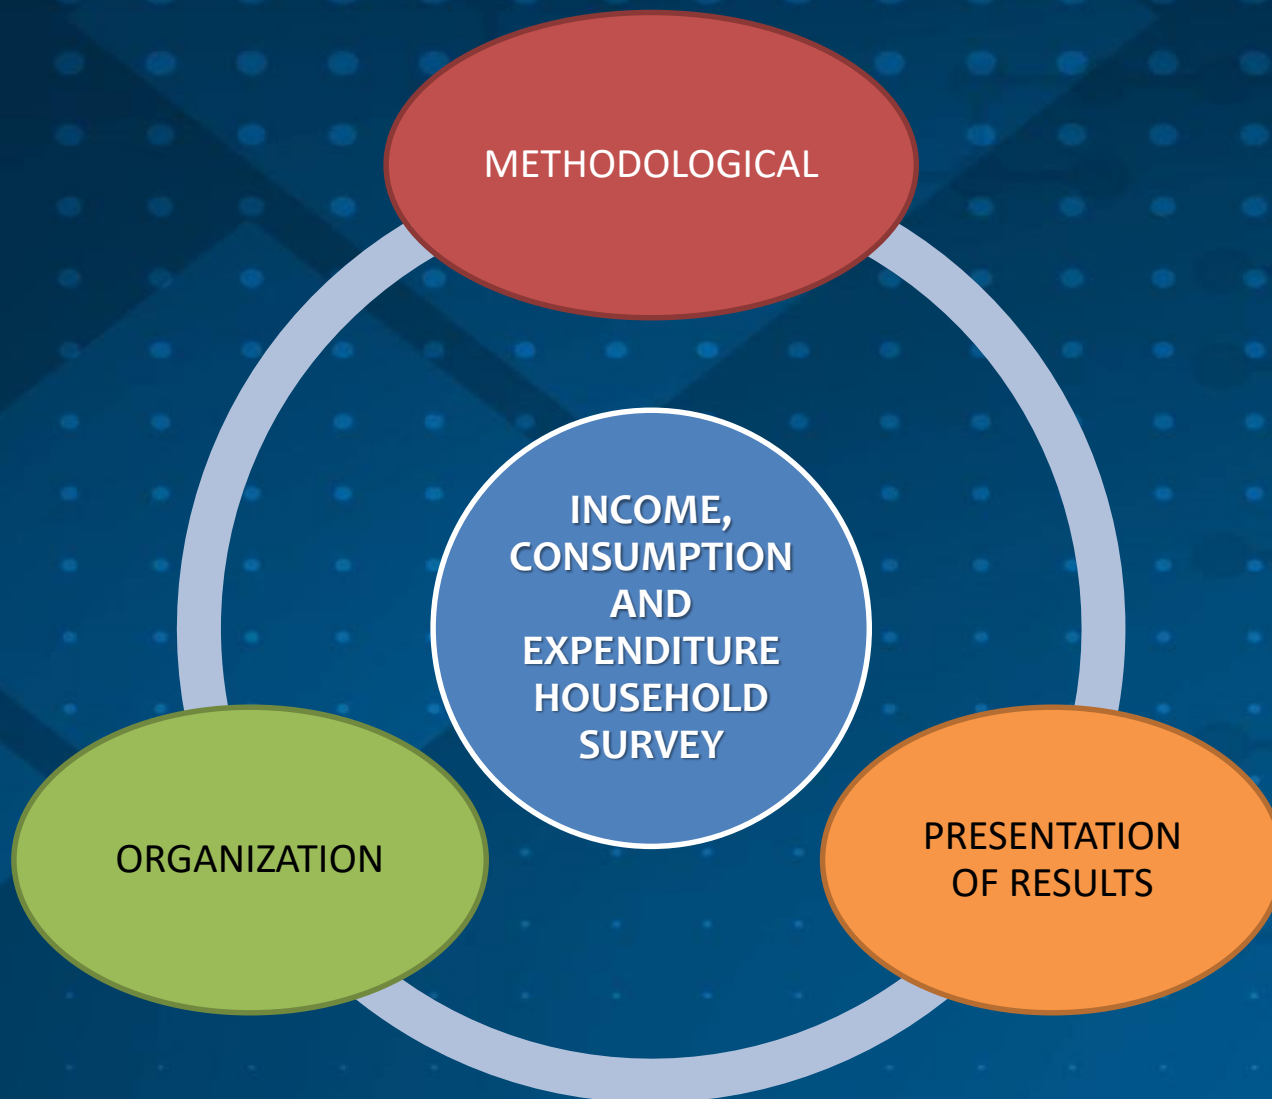 METHODOLOGICAL
INCOME,
CONSUMPTION
AND
EXPENDITURE
HOUSEHOLD
SURVEY
ORGANIZATION
PRESENTATION
OF RESULTS